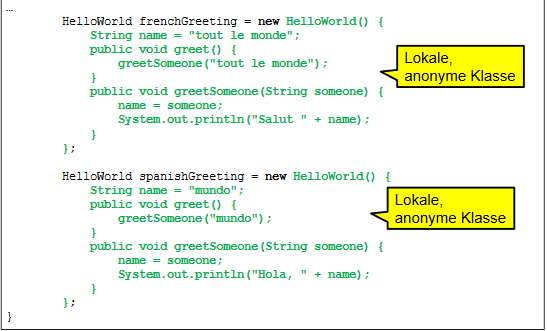 …
HelloWorld frenchGreeting = new HelloWorld() {
String name = "tout le monde";
public void greet() {
greetSomeone("tout le monde");
}
public void greetSomeone(String someone) {
name = someone;
System.out.println("Salut " + name);
}
};
Lokale,
anonyme Klasse
HelloWorld spanishGreeting = new HelloWorld() {
String name = "mundo";
public void greet() {
greetSomeone("mundo");
}
public void greetSomeone(String someone) {
name = someone;
System.out.println("Hola, " + name);
}
};
Lokale,
anonyme Klasse
}